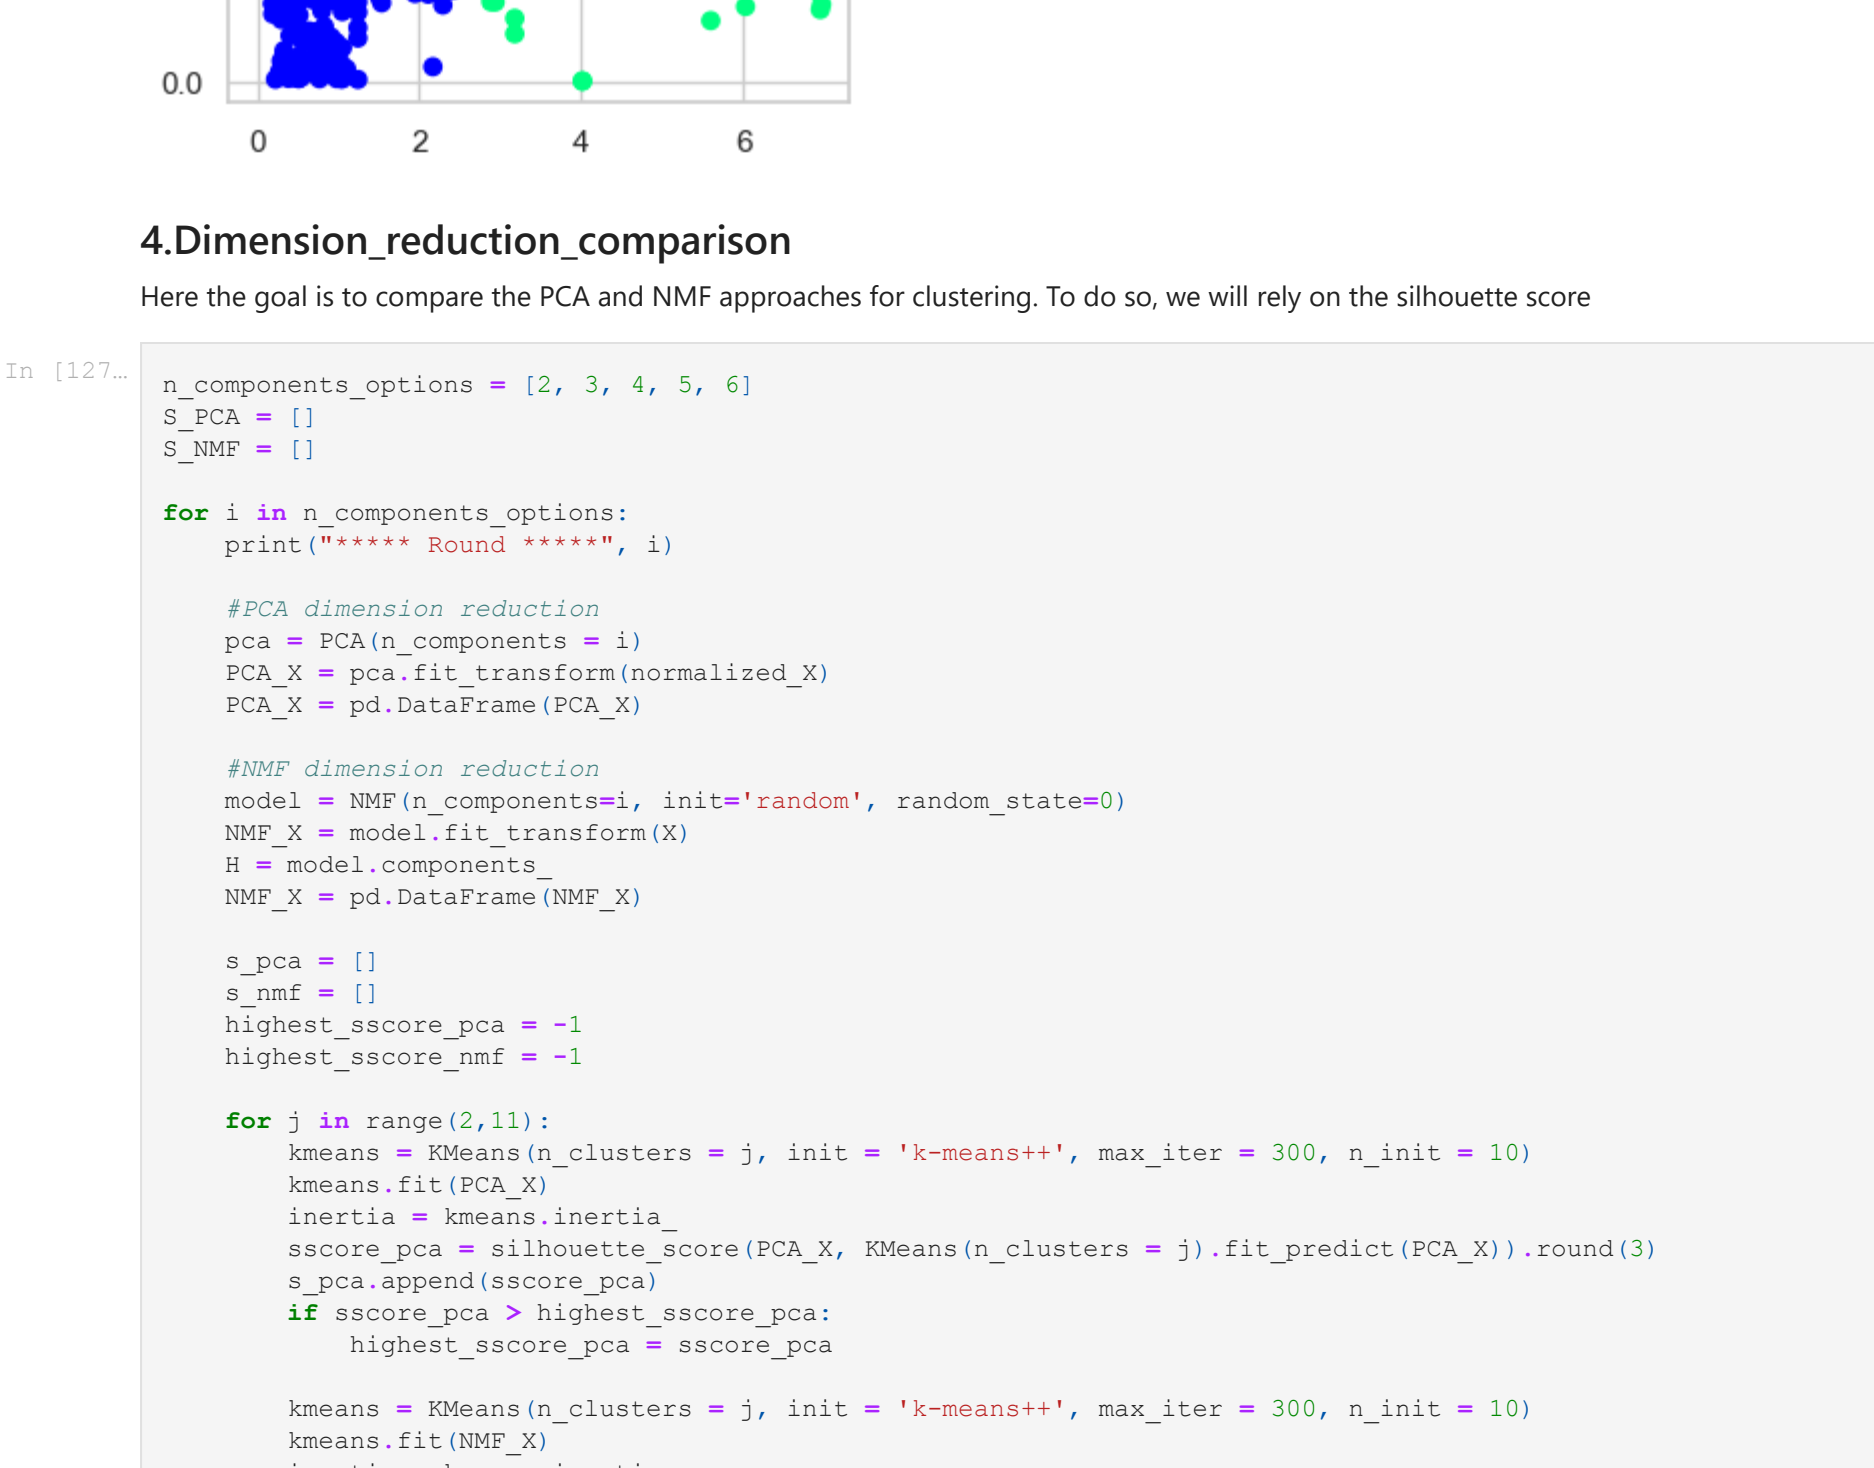 0.0
0 2 4 6
4.Dimension_reduction_comparison
Here the goal is to compare the PCA and NMF approaches for clustering. To do so, we will rely on the silhouette score
In [127…
n_components_options = [2, 3, 4, 5, 6]
S_PCA = []
S_NMF = []
for i in n_components_options:
    print("***** Round *****", i)
    #PCA dimension reduction
    pca = PCA(n_components = i)
    PCA_X = pca.fit_transform(normalized_X)
    PCA_X = pd.DataFrame(PCA_X)
    #NMF dimension reduction
    model = NMF(n_components=i, init='random', random_state=0)
    NMF_X = model.fit_transform(X)
    H = model.components_
    NMF_X = pd.DataFrame(NMF_X)
    s_pca = []
    s_nmf = []
    highest_sscore_pca = -1
    highest_sscore_nmf = -1
    for j in range(2,11):
        kmeans = KMeans(n_clusters = j, init = 'k-means++', max_iter = 300, n_init = 10)
        kmeans.fit(PCA_X)
        inertia = kmeans.inertia_
        sscore_pca = silhouette_score(PCA_X, KMeans(n_clusters = j).fit_predict(PCA_X)).round(3)
        s_pca.append(sscore_pca)
        if sscore_pca > highest_sscore_pca:
            highest_sscore_pca = sscore_pca
        kmeans = KMeans(n_clusters = j, init = 'k-means++', max_iter = 300, n_init = 10)
        kmeans.fit(NMF_X)